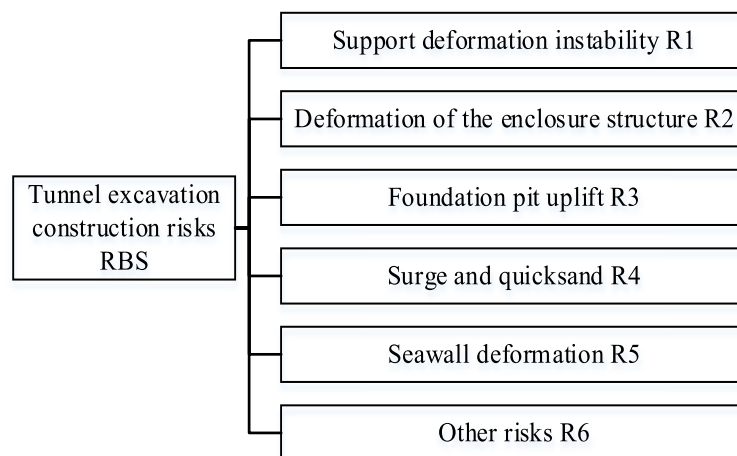 Support deformation instability R1
Deformation of the enclosure structure R2
Tunnel excavation
construction risks
RBS
Foundation pit uplift R3
Surge and quicksand R4
Seawall deformation R5
Other risks R6